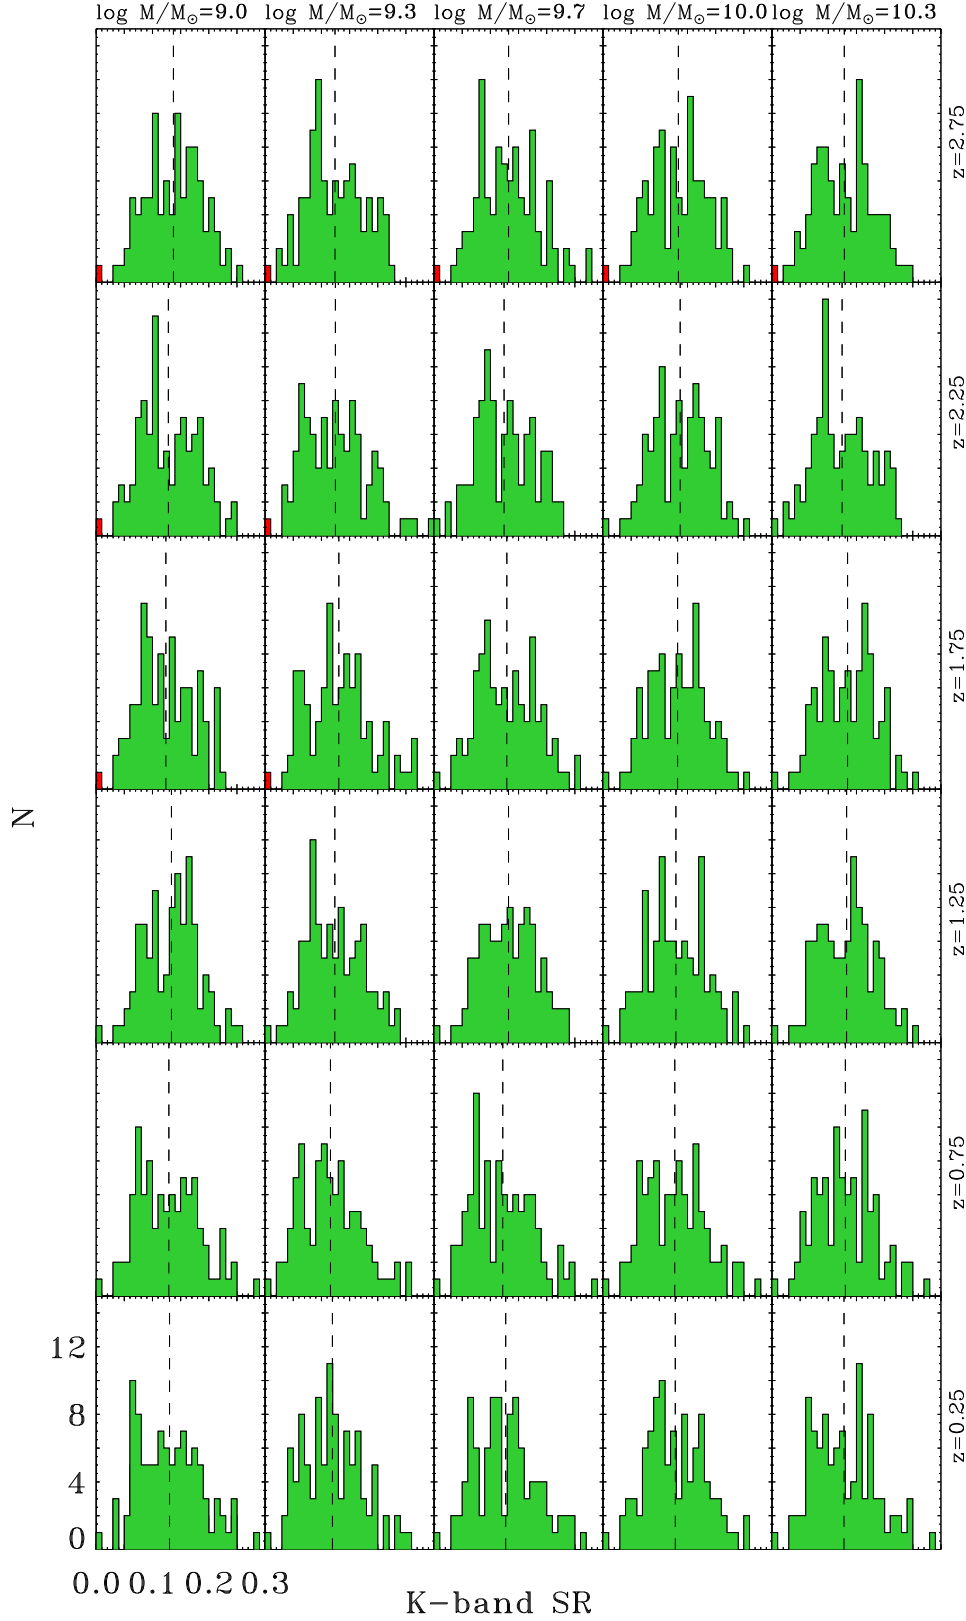 log M/M☉=9.0 log M/M☉=9.3 log M/M☉=9.7 log M/M☉=10.0 log M/M☉=10.3
z=2.75
z=2.25
z=1.75
N
z=1.25
z=0.75
z=0.25
12
8
4
0
0.0 0.1 0.2 0.3
K-band SR